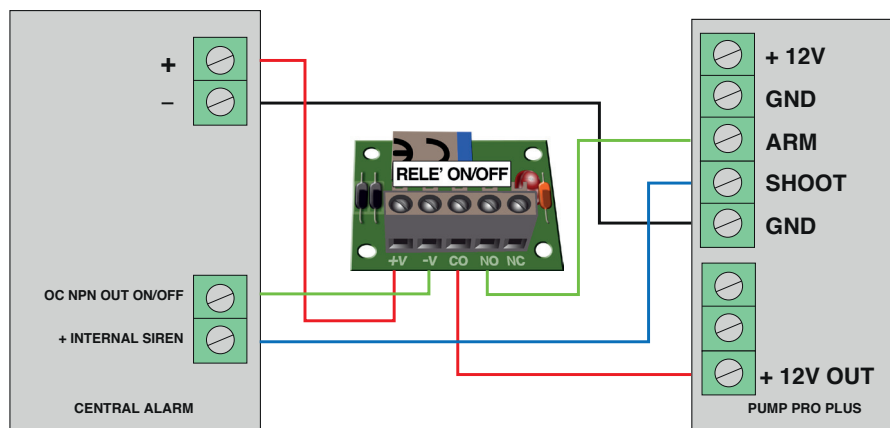 +
−
OC NPN OUT ON/OFF
+ INTERNAL SIREN
CENTRAL ALARM
RELE' ON/OFF
+V -V CO NO NC
+ 12V
GND
ARM
SHOOT
GND
+ 12V OUT
PUMP PRO PLUS